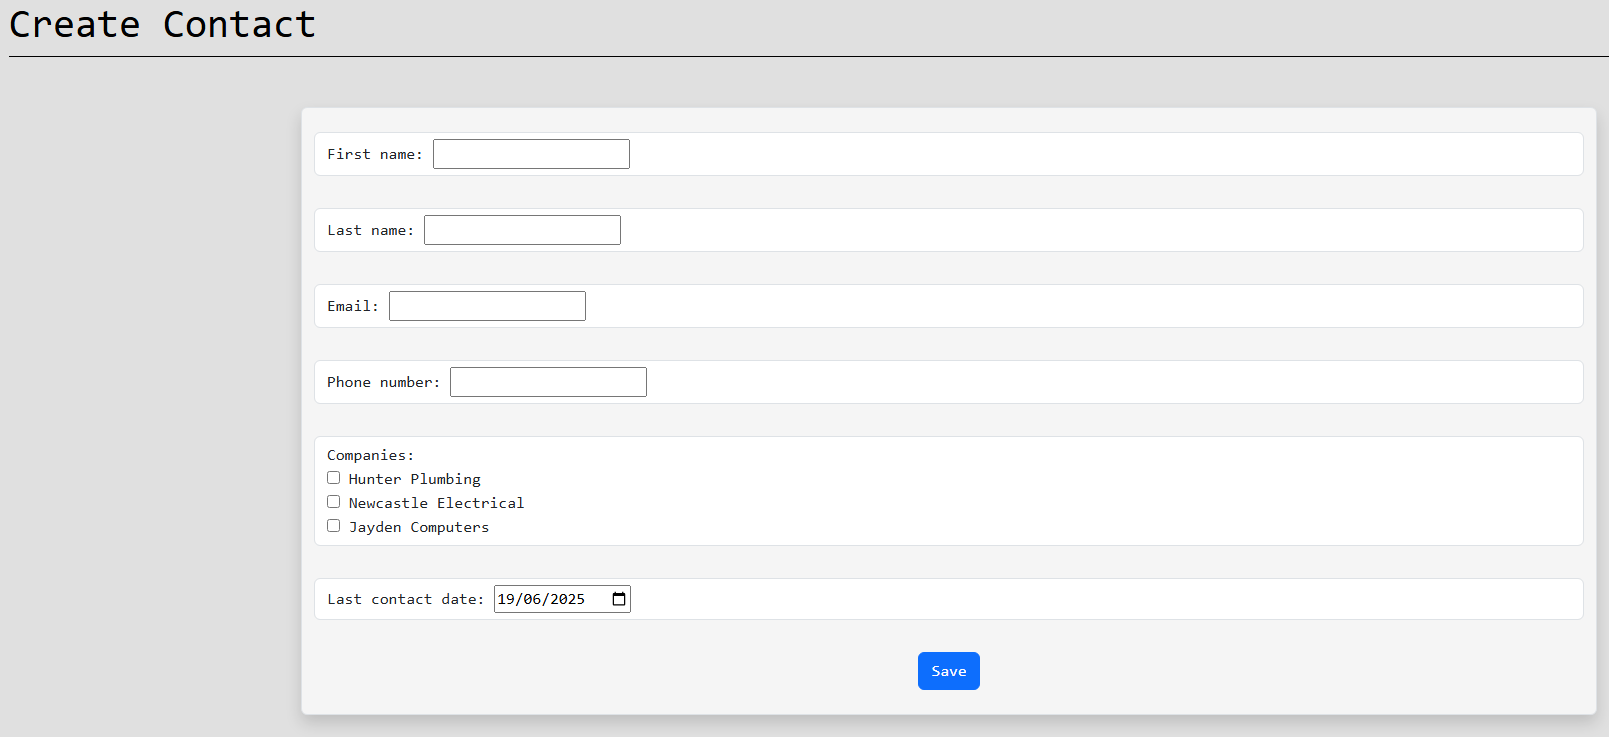 Create Contact
First name:
Last name:
Email:
Phone number:
Companies:
Hunter Plumbing
Newcastle Electrical
Jayden Computers
Last contact date: 19/06/2025
Save